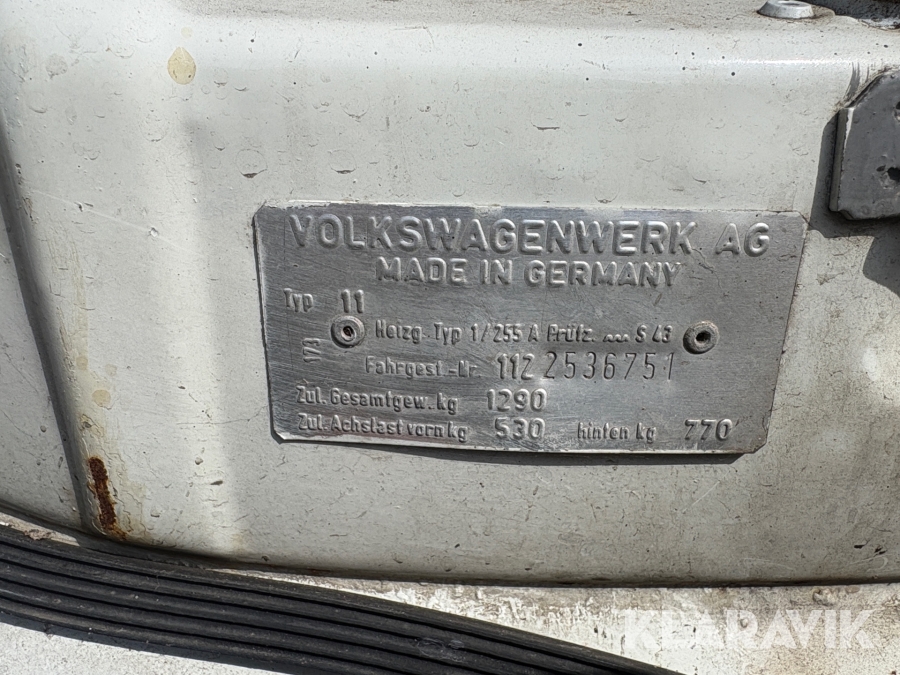 VOLKSWAGENWERK AG
MADE IN GERMANY
Typ 11
Heizg. Typ 1/255 A Prüfz. ~~~ S 43
173
Fahrgest.-Nr. 112 2536751
Zul. Gesamtgew. kg 1290
Zul. Achslast vorn kg 530 hinten kg 770
KLARAVIK